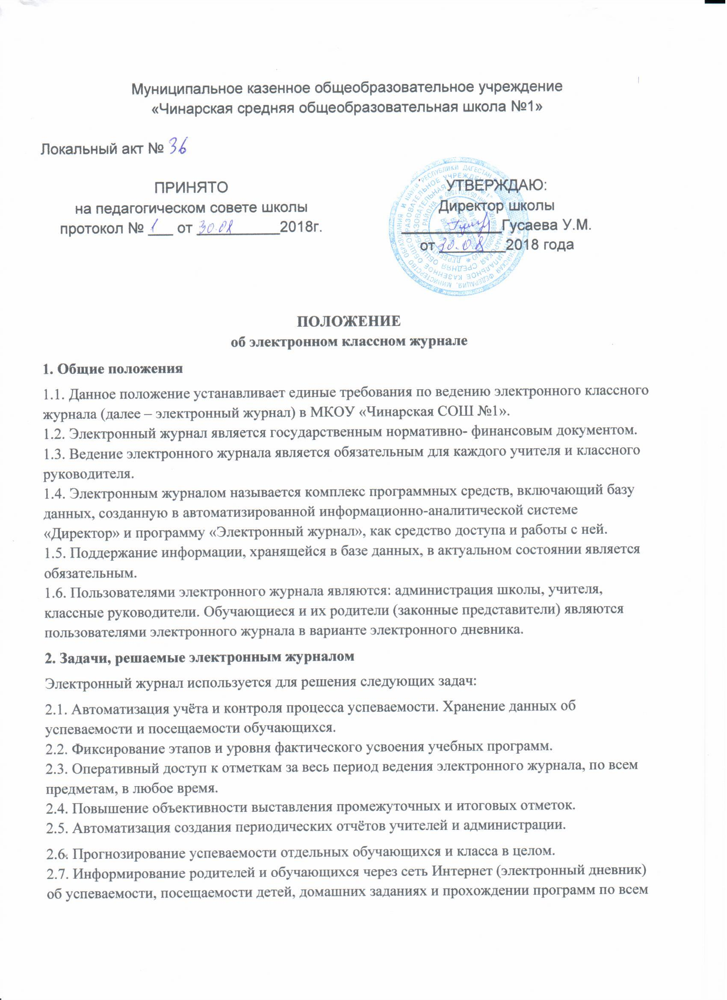 Муниципальное казенное общеобразовательное учреждение
«Чинарская средняя общеобразовательная школа №1»
Локальный акт № 36
ПРИНЯТО
на педагогическом совете школы
протокол № 1 от 30.08 2018г.
УТВЕРЖДАЮ:
Директор школы
Гусаева У.М.
от 30.08 2018 года
ПОЛОЖЕНИЕ
об электронном классном журнале
1. Общие положения
1.1. Данное положение устанавливает единые требования по ведению электронного классного
журнала (далее – электронный журнал) в МКОУ «Чинарская СОШ №1».
1.2. Электронный журнал является государственным нормативно- финансовым документом.
1.3. Ведение электронного журнала является обязательным для каждого учителя и классного
руководителя.
1.4. Электронным журналом называется комплекс программных средств, включающий базу
данных, созданную в автоматизированной информационно-аналитической системе
«Директор» и программу «Электронный журнал», как средство доступа и работы с ней.
1.5. Поддержание информации, хранящейся в базе данных, в актуальном состоянии является
обязательным.
1.6. Пользователями электронного журнала являются: администрация школы, учителя,
классные руководители. Обучающиеся и их родители (законные представители) являются
пользователями электронного журнала в варианте электронного дневника.
2. Задачи, решаемые электронным журналом
Электронный журнал используется для решения следующих задач:
2.1. Автоматизация учёта и контроля процесса успеваемости. Хранение данных об
успеваемости и посещаемости обучающихся.
2.2. Фиксирование этапов и уровня фактического усвоения учебных программ.
2.3. Оперативный доступ к отметкам за весь период ведения электронного журнала, по всем
предметам, в любое время.
2.4. Повышение объективности выставления промежуточных и итоговых отметок.
2.5. Автоматизация создания периодических отчётов учителей и администрации.
2.6. Прогнозирование успеваемости отдельных обучающихся и класса в целом.
2.7. Информирование родителей и обучающихся через сеть Интернет (электронный дневник)
об успеваемости, посещаемости детей, домашних заданиях и прохождении программ по всем